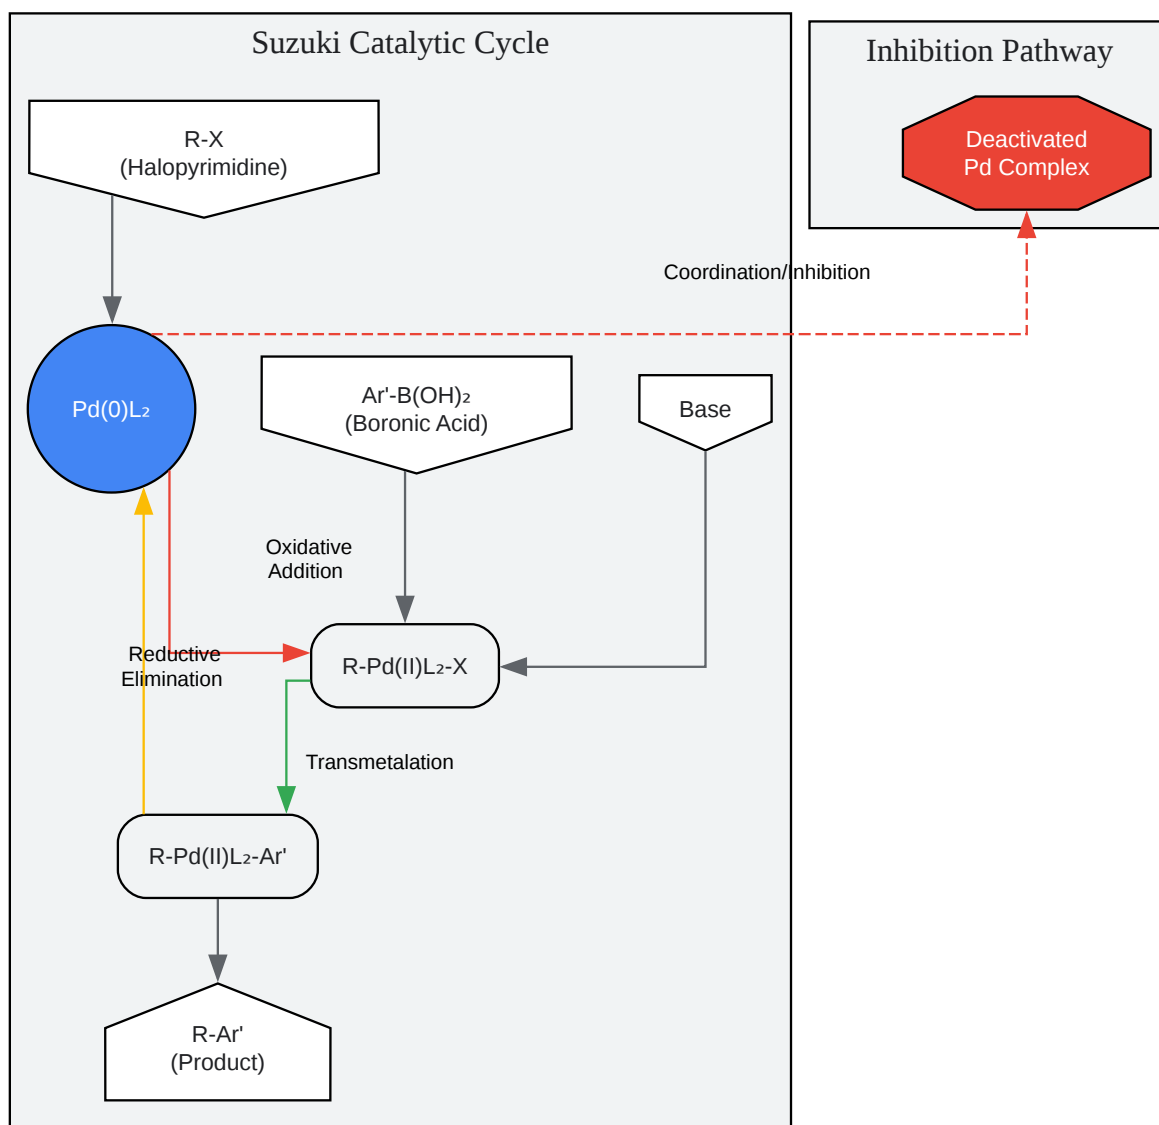 Suzuki Catalytic Cycle
Inhibition Pathway
R-X
(Halopyrimidine)
Deactivated
Pd Complex
Coordination/Inhibition
Pd(0)L₂
Ar'-B(OH)₂
(Boronic Acid)
Base
Oxidative
Addition
Reductive
Elimination
R-Pd(II)L₂-X
Transmetalation
R-Pd(II)L₂-Ar'
R-Ar'
(Product)